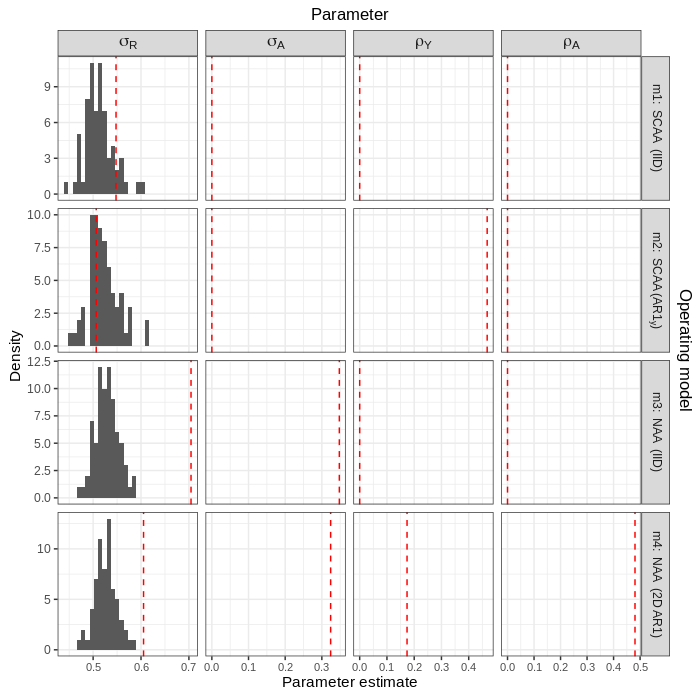 Parameter
σR σA ρY ρA
9
6
3
0
m1: SCAA (IID)
10.0
7.5
5.0
2.5
0.0
m2: SCAA (AR1y)
12.5
10.0
7.5
5.0
2.5
0.0
m3: NAA (IID)
10
5
0
m4: NAA (2D AR1)
Density
Operating model
0.5 0.6 0.7 0.0 0.1 0.2 0.3 0.0 0.1 0.2 0.3 0.4 0.0 0.1 0.2 0.3 0.4 0.5
Parameter estimate